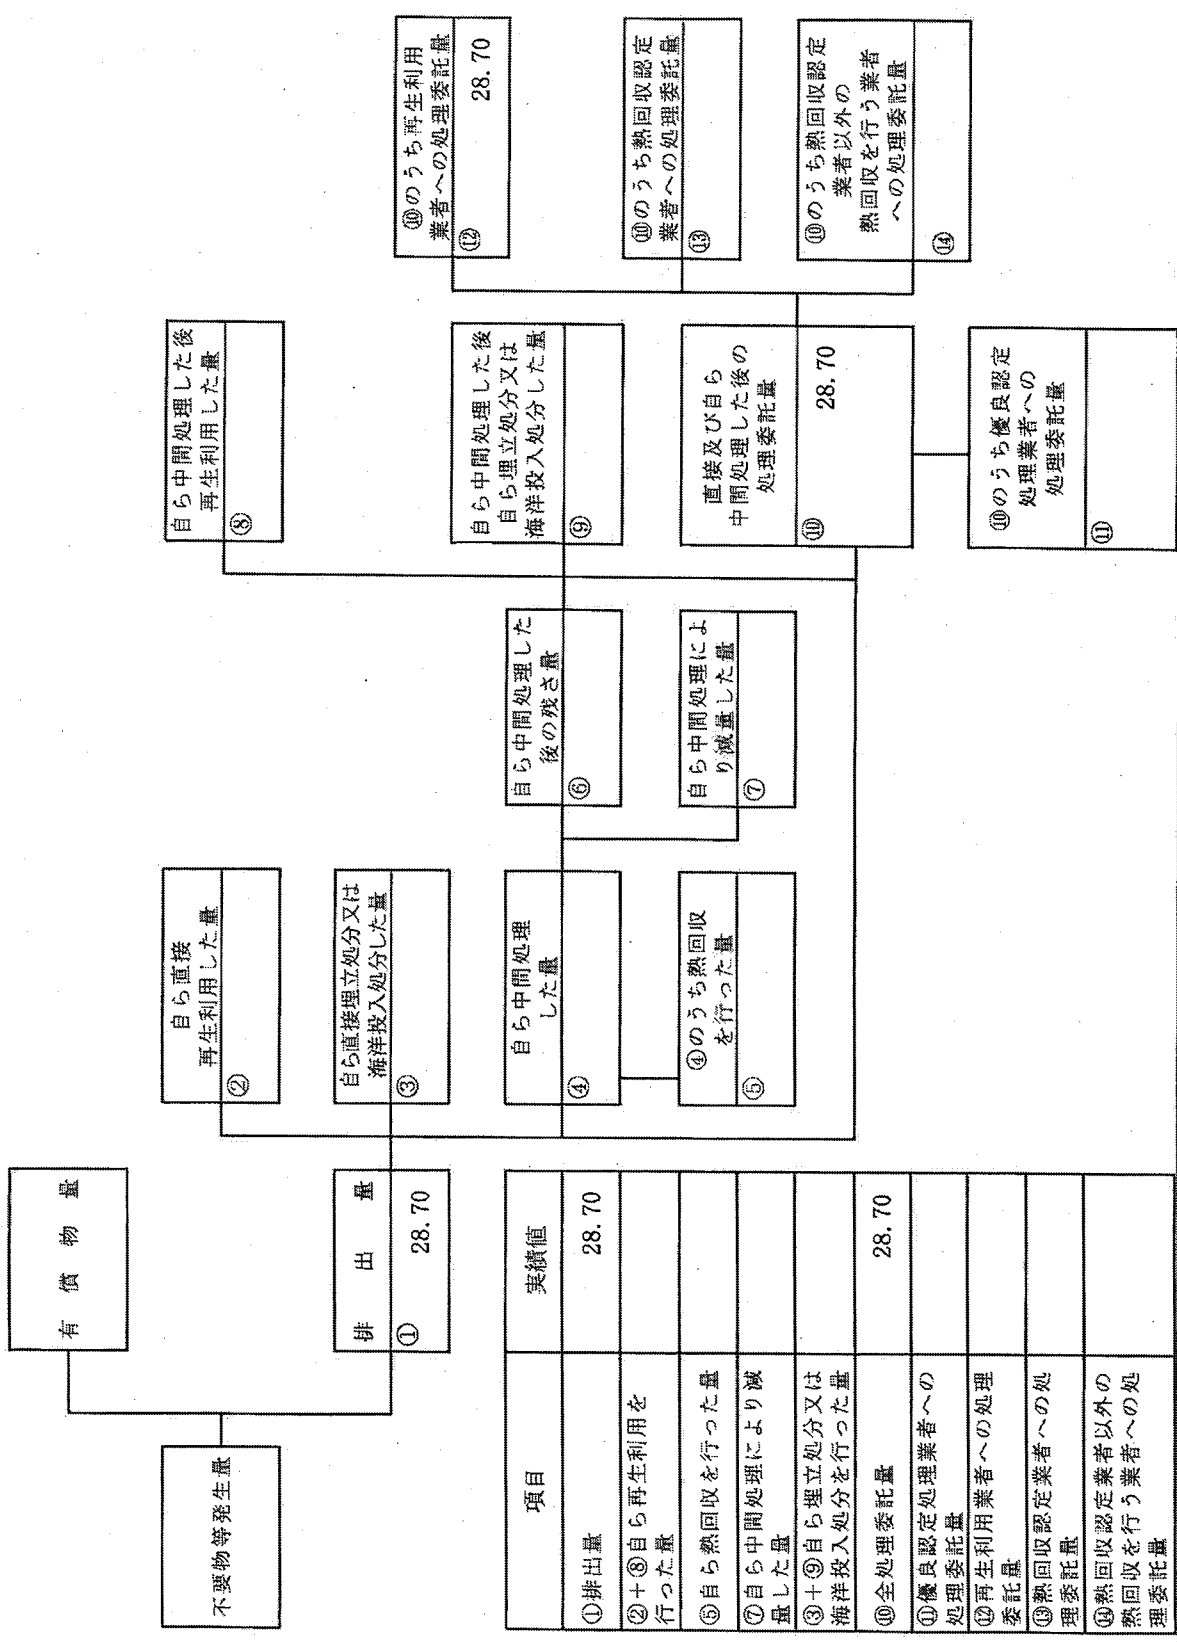 不要物等発生量
有償物量
排出量
①
28.70
自ら直接
再生利用した量
②
自ら直接埋立処分又は
海洋投入処分した量
③
自ら中間処理
した量
④
④のうち熱回収
を行った量
⑤
自ら中間処理した
後の残さ量
⑥
自ら中間処理によ
り減量した量
⑦
自ら中間処理した後
再生利用した量
⑧
自ら中間処理した後
自ら埋立処分又は
海洋投入処分した量
⑨
直接及び自ら
中間処理した後の
処理委託量
⑩
28.70
⑩のうち優良認定
処理業者への
処理委託量
⑪
⑩のうち再生利用
業者への処理委託量
⑫
28.70
⑩のうち熱回収認定
業者への処理委託量
⑬
⑩のうち熱回収認定
業者以外の
熱回収を行う業者
への処理委託量
⑭
項目 実績値
①排出量 28.70
②+⑧自ら再生利用を
行った量
⑤自ら熱回収を行った量
⑦自ら中間処理により減
量した量
③+⑨自ら埋立処分又は
海洋投入処分を行った量
⑩全処理委託量 28.70
⑪優良認定処理業者への
処理委託量
⑫再生利用業者への処理
委託量
⑬熱回収認定業者への処
理委託量
⑭熱回収認定業者以外の
熱回収を行う業者への処
理委託量